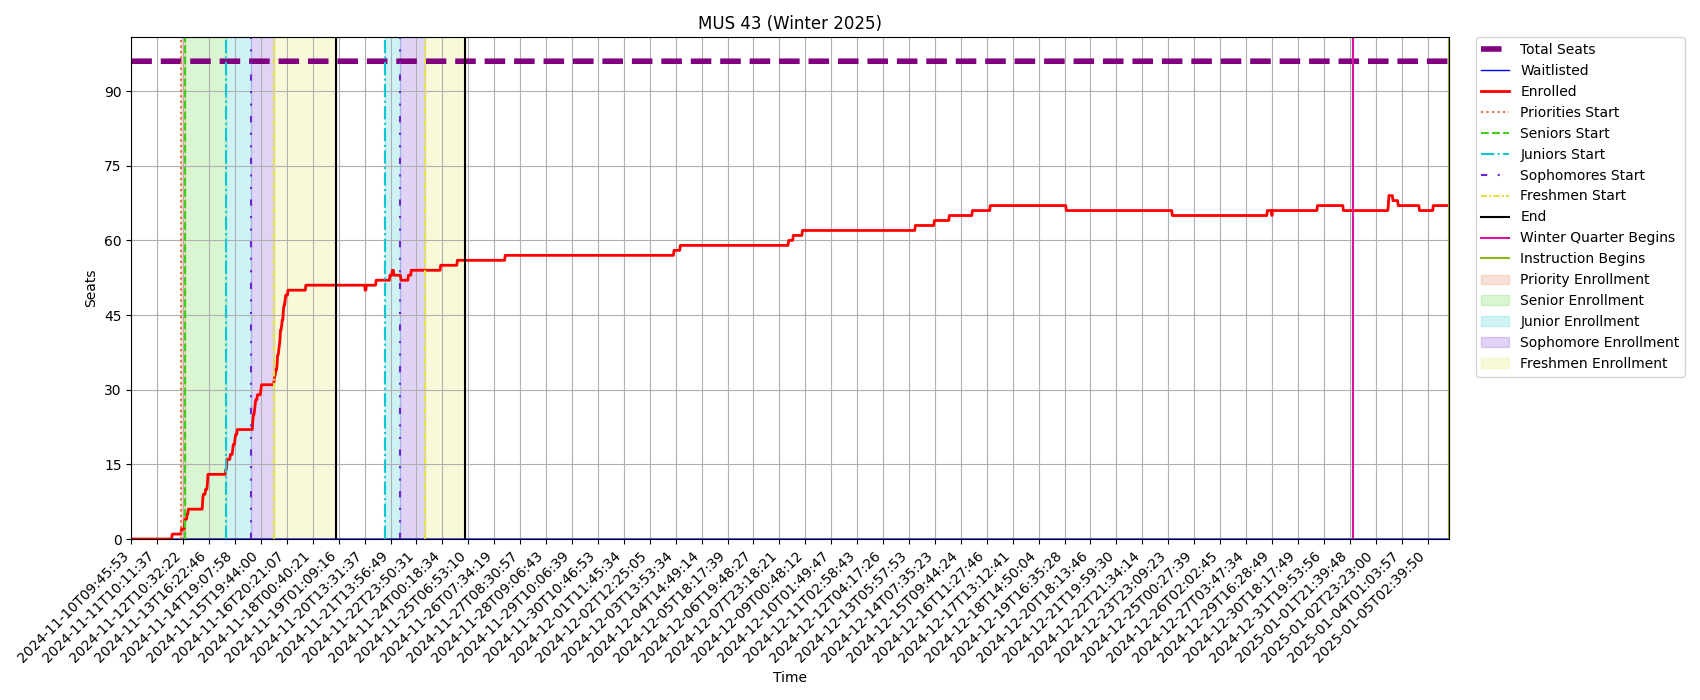 MUS 43 (Winter 2025)
Seats
90
75
60
45
30
15
0
2024-11-10T09:45:53
2024-11-11T10:11:37
2024-11-12T10:32:22
2024-11-13T16:22:46
2024-11-14T19:07:58
2024-11-15T19:44:00
2024-11-16T20:21:07
2024-11-18T00:40:21
2024-11-19T01:09:16
2024-11-20T13:31:37
2024-11-21T13:56:49
2024-11-22T23:50:31
2024-11-24T00:18:34
2024-11-25T06:53:10
2024-11-26T07:34:19
2024-11-27T08:30:57
2024-11-28T09:06:43
2024-11-29T10:06:39
2024-11-30T10:46:53
2024-12-01T11:45:34
2024-12-02T12:25:05
2024-12-03T13:53:34
2024-12-04T14:49:14
2024-12-05T18:17:39
2024-12-06T19:48:27
2024-12-07T23:18:21
2024-12-09T00:48:12
2024-12-10T01:49:47
2024-12-11T02:58:43
2024-12-12T04:17:26
2024-12-13T05:57:53
2024-12-14T07:35:23
2024-12-15T09:44:24
2024-12-16T11:27:46
2024-12-17T13:12:41
2024-12-18T14:50:04
2024-12-19T16:35:28
2024-12-20T18:13:46
2024-12-21T19:59:30
2024-12-22T21:34:14
2024-12-23T23:09:23
2024-12-25T00:27:39
2024-12-26T02:02:45
2024-12-27T03:47:34
2024-12-29T16:28:49
2024-12-30T18:17:49
2024-12-31T19:53:56
2025-01-01T21:39:48
2025-01-02T23:23:00
2025-01-04T01:03:57
2025-01-05T02:39:50
Time
Total Seats
Waitlisted
Enrolled
Priorities Start
Seniors Start
Juniors Start
Sophomores Start
Freshmen Start
End
Winter Quarter Begins
Instruction Begins
Priority Enrollment
Senior Enrollment
Junior Enrollment
Sophomore Enrollment
Freshmen Enrollment